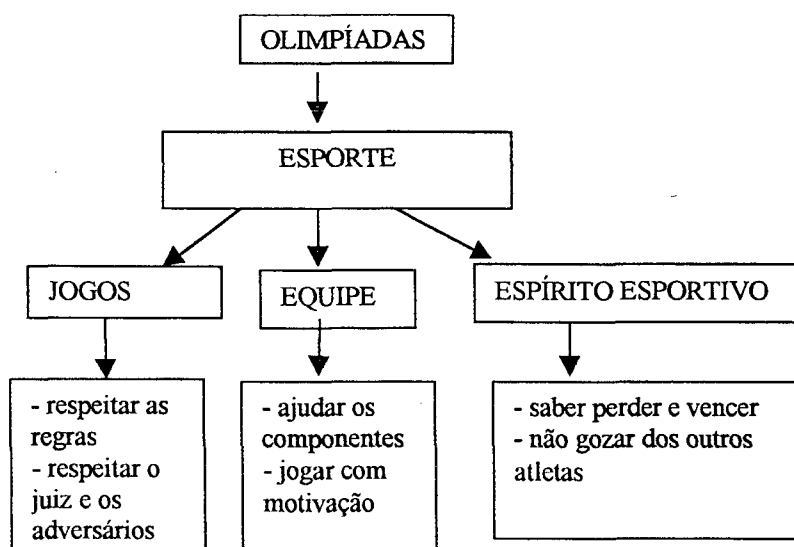 OLIMPÍADAS
ESPORTE
JOGOS
EQUIPE
ESPÍRITO ESPORTIVO
- respeitar as
regras
- respeitar o
juiz e os
adversários
- ajudar os
componentes
- jogar com
motivação
- saber perder e vencer
- não gozar dos outros
atletas